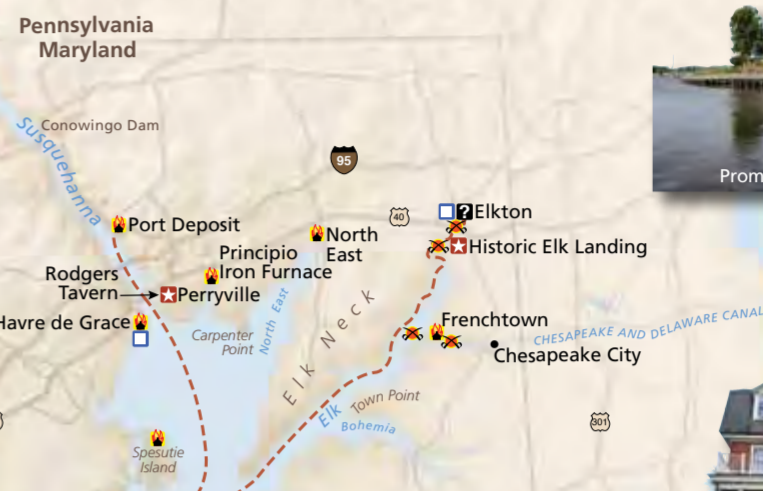 Pennsylvania
Maryland
Susquehanna
Conowingo Dam
95
Prom
Port Deposit
North
East
40
?
Elkton
Historic Elk Landing
Principio
Iron Furnace
Rodgers
Tavern
Perryville
Havre de Grace
Carpenter
Point
North East
Elk Neck
Frenchtown
CHESAPEAKE AND DELAWARE CANAL
Chesapeake City
Elk
Town Point
Bohemia
301
Spesutie
Island